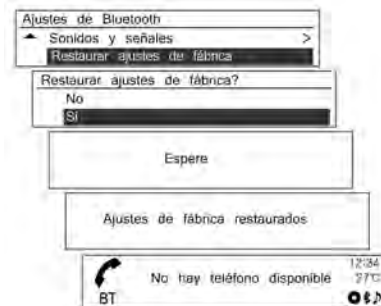 Ajustes de Bluetooth
Sonidos y señales >
Restaurar ajustes de fábrica
Restaurar ajustes de fábrica?
No
Sí
Espere
Ajustes de fábrica restaurados
12:34
No hay teléfono disponible 27°C
BT